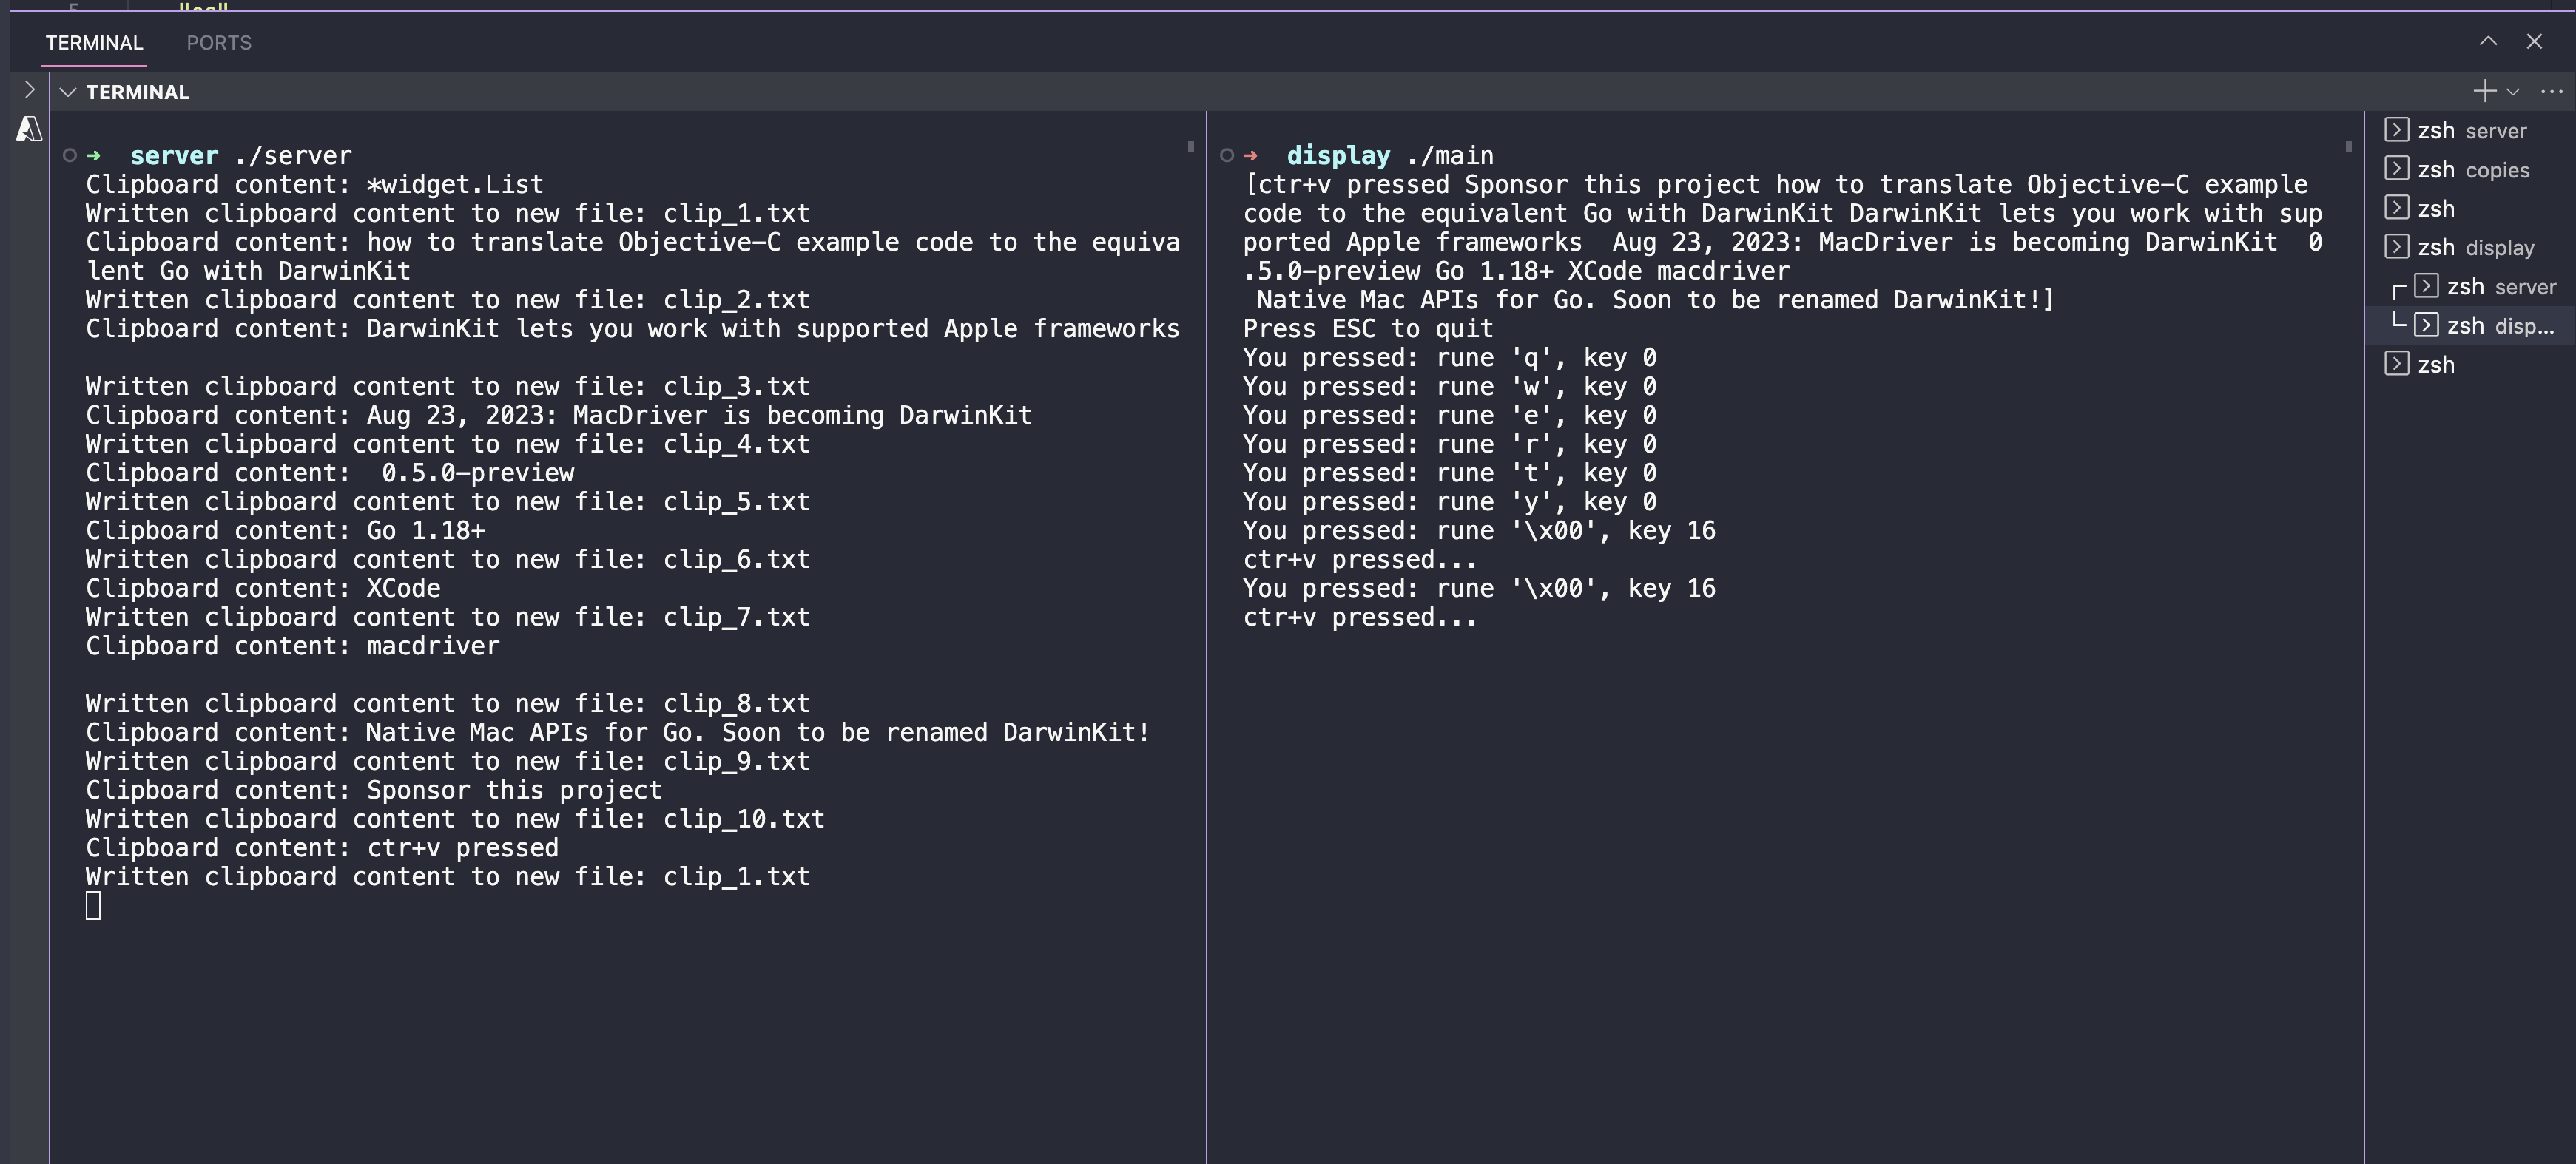 5 "os"
TERMINAL PORTS
TERMINAL
➜ server ./server
Clipboard content: *widget.List
Written clipboard content to new file: clip_1.txt
Clipboard content: how to translate Objective-C example code to the equiva
lent Go with DarwinKit
Written clipboard content to new file: clip_2.txt
Clipboard content: DarwinKit lets you work with supported Apple frameworks
Written clipboard content to new file: clip_3.txt
Clipboard content: Aug 23, 2023: MacDriver is becoming DarwinKit
Written clipboard content to new file: clip_4.txt
Clipboard content:  0.5.0-preview
Written clipboard content to new file: clip_5.txt
Clipboard content: Go 1.18+
Written clipboard content to new file: clip_6.txt
Clipboard content: XCode
Written clipboard content to new file: clip_7.txt
Clipboard content: macdriver
Written clipboard content to new file: clip_8.txt
Clipboard content: Native Mac APIs for Go. Soon to be renamed DarwinKit!
Written clipboard content to new file: clip_9.txt
Clipboard content: Sponsor this project
Written clipboard content to new file: clip_10.txt
Clipboard content: ctr+v pressed
Written clipboard content to new file: clip_1.txt
➜ display ./main
[ctr+v pressed Sponsor this project how to translate Objective-C example
code to the equivalent Go with DarwinKit DarwinKit lets you work with sup
ported Apple frameworks  Aug 23, 2023: MacDriver is becoming DarwinKit  0
.5.0-preview Go 1.18+ XCode macdriver
 Native Mac APIs for Go. Soon to be renamed DarwinKit!]
Press ESC to quit
You pressed: rune 'q', key 0
You pressed: rune 'w', key 0
You pressed: rune 'e', key 0
You pressed: rune 'r', key 0
You pressed: rune 't', key 0
You pressed: rune 'y', key 0
You pressed: rune '\x00', key 16
ctr+v pressed...
You pressed: rune '\x00', key 16
ctr+v pressed...
zsh server
zsh copies
zsh
zsh display
zsh server
zsh disp...
zsh